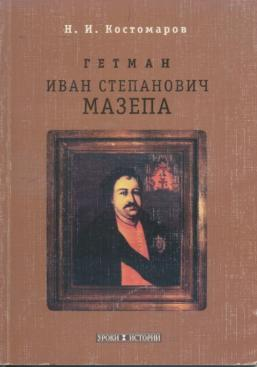 Н. И. Костомаров
ГЕТМАН
ИВАН СТЕПАНОВИЧ
МАЗЕПА
УРОКИ ИСТОРИИ